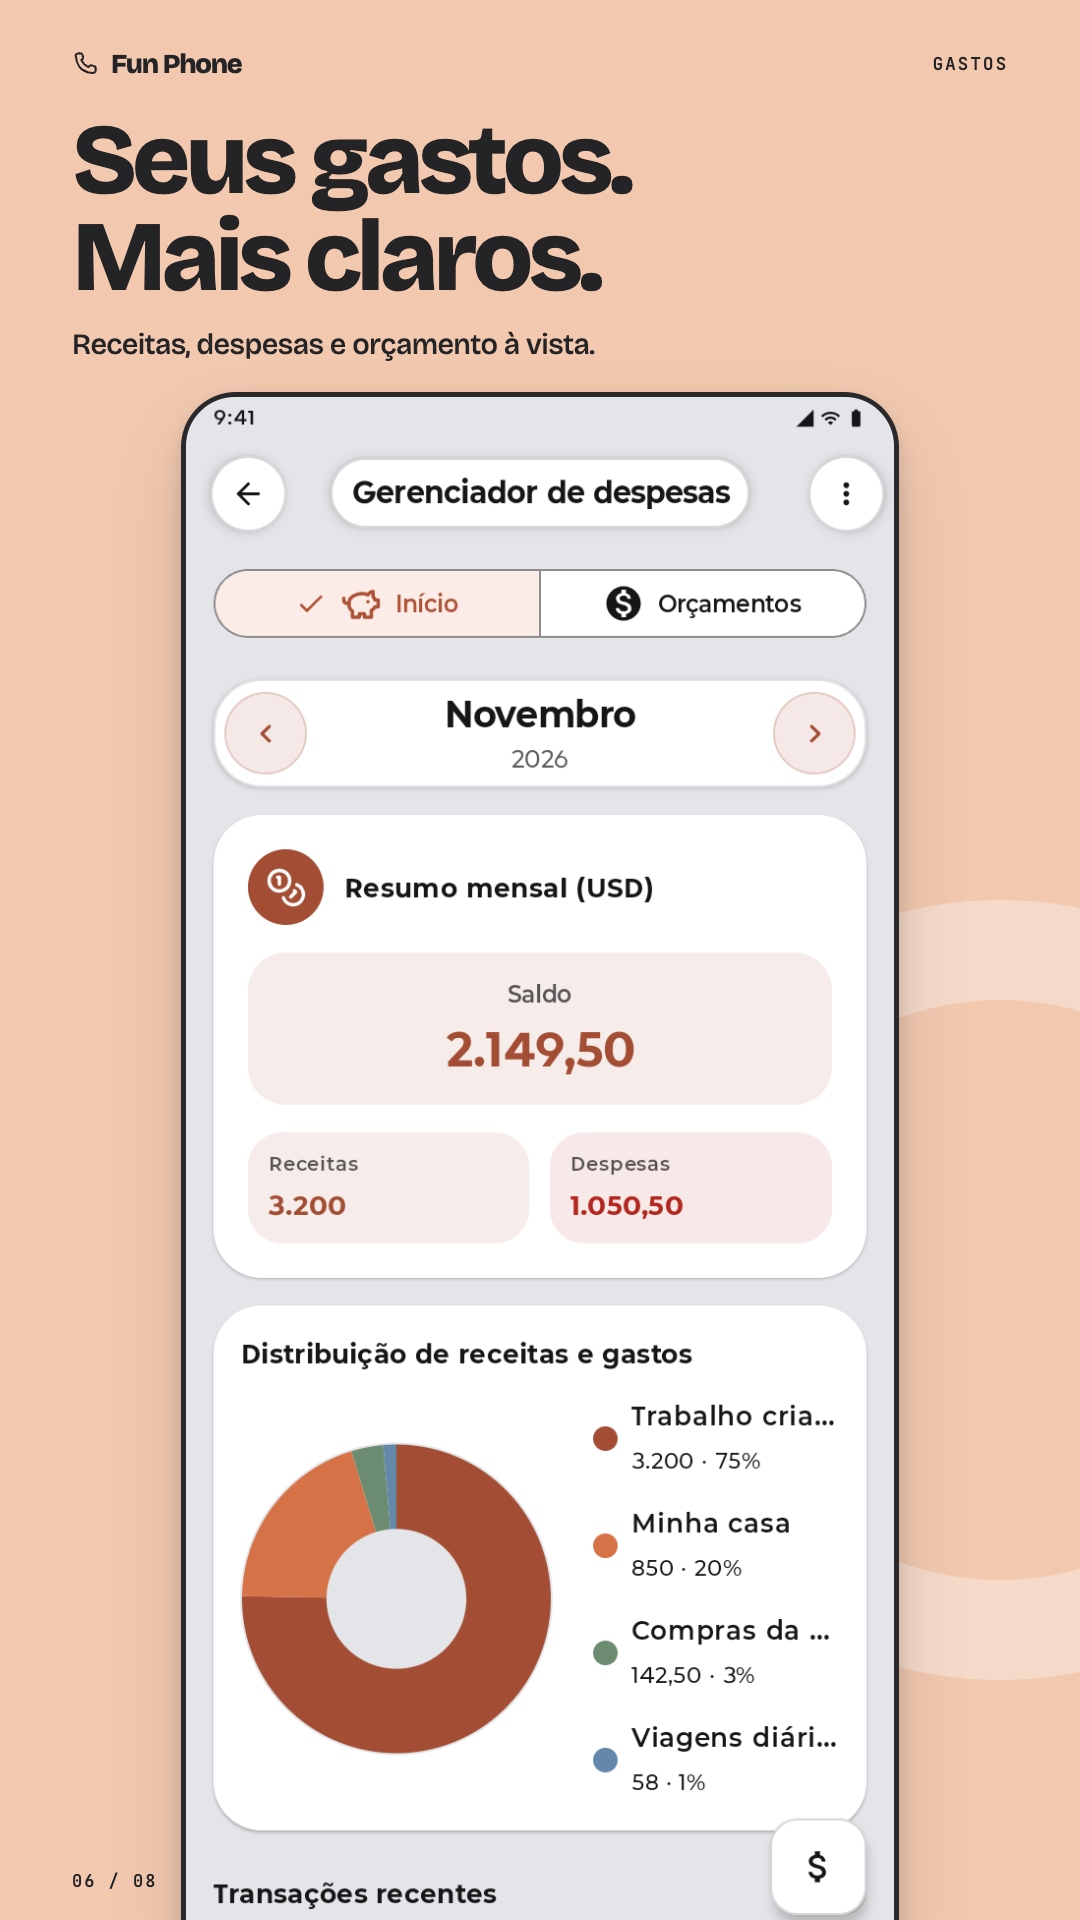 Fun Phone
GASTOS
Seus gastos.
Mais claros.
Receitas, despesas e orçamento à vista.
9:41
Gerenciador de despesas
Início
Orçamentos
Novembro
2026
Resumo mensal (USD)
Saldo
2.149,50
Receitas
Despesas
3.200
1.050,50
Distribuição de receitas e gastos
Trabalho cria...
3.200 · 75%
Minha casa
850 · 20%
Compras da ...
142,50 · 3%
Viagens diári...
58 · 1%
$
06 / 08
Transações recentes